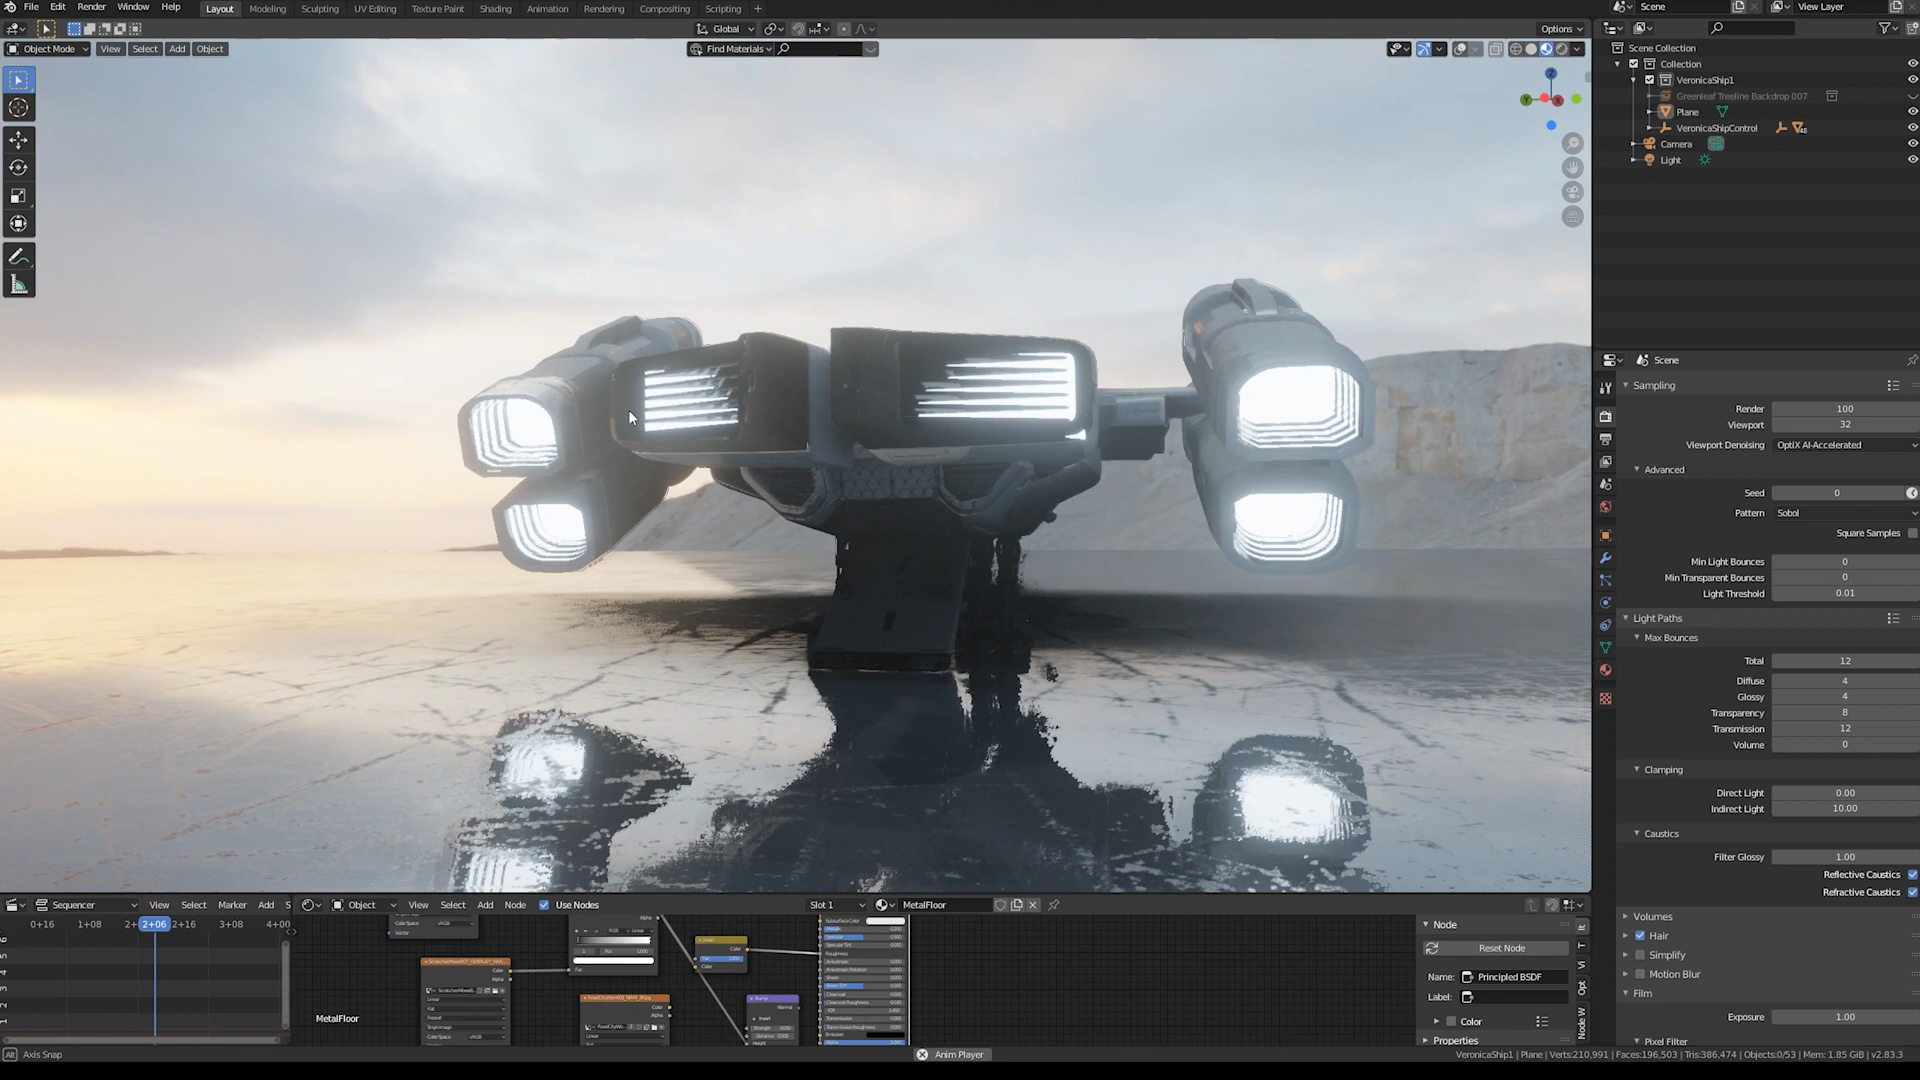 File Edit Render Window Help Layout Modeling Sculpting UV Editing Texture Paint Shading Animation Rendering Compositing Scripting +
Scene
View Layer
Global
Options
Object Mode View Select Add Object
Find Materials
Scene Collection
Collection
VeronicaShip1
Greenleaf Treeline Backdrop 007
Plane
VeronicaShipControl
Camera
Light
Z
Y
X
Scene
Sampling
Render 100
Viewport 32
Viewport Denoising OptiX AI-Accelerated
Advanced
Seed 0
Pattern Sobol
Square Samples
Min Light Bounces 0
Min Transparent Bounces 0
Light Threshold 0.01
Light Paths
Max Bounces
Total 12
Diffuse 4
Glossy 4
Transparency 8
Transmission 12
Volume 0
Clamping
Direct Light 0.00
Indirect Light 10.00
Caustics
Filter Glossy 1.00
Reflective Caustics
Refractive Caustics
Volumes
Hair
Simplify
Motion Blur
Film
Exposure 1.00
Pixel Filter
Sequencer View Select Marker Add S
0+16 1+08 2+ 2+06 2+16 3+08 4+00
Object View Select Add Node Use Nodes Slot 1 MetalFloor
MetalFloor
Node
Reset Node
Name: Principled BSDF
Label:
Color
Properties
Axis Snap
Anim Player
VeronicaShip1 | Plane | Verts:210,991 | Faces:196,503 | Tris:386,474 | Objects:0/53 | Mem: 1.85 GiB | v2.83.3